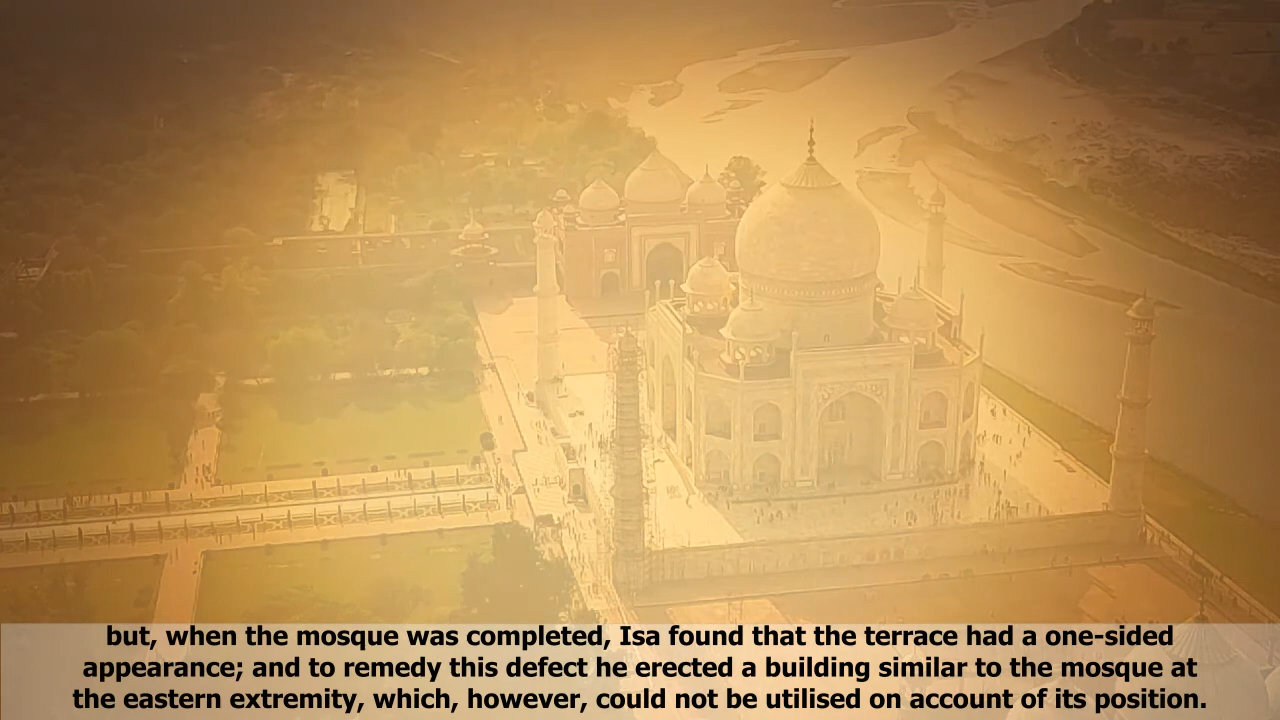 but, when the mosque was completed, Isa found that the terrace had a one-sided
appearance; and to remedy this defect he erected a building similar to the mosque at
the eastern extremity, which, however, could not be utilised on account of its position.